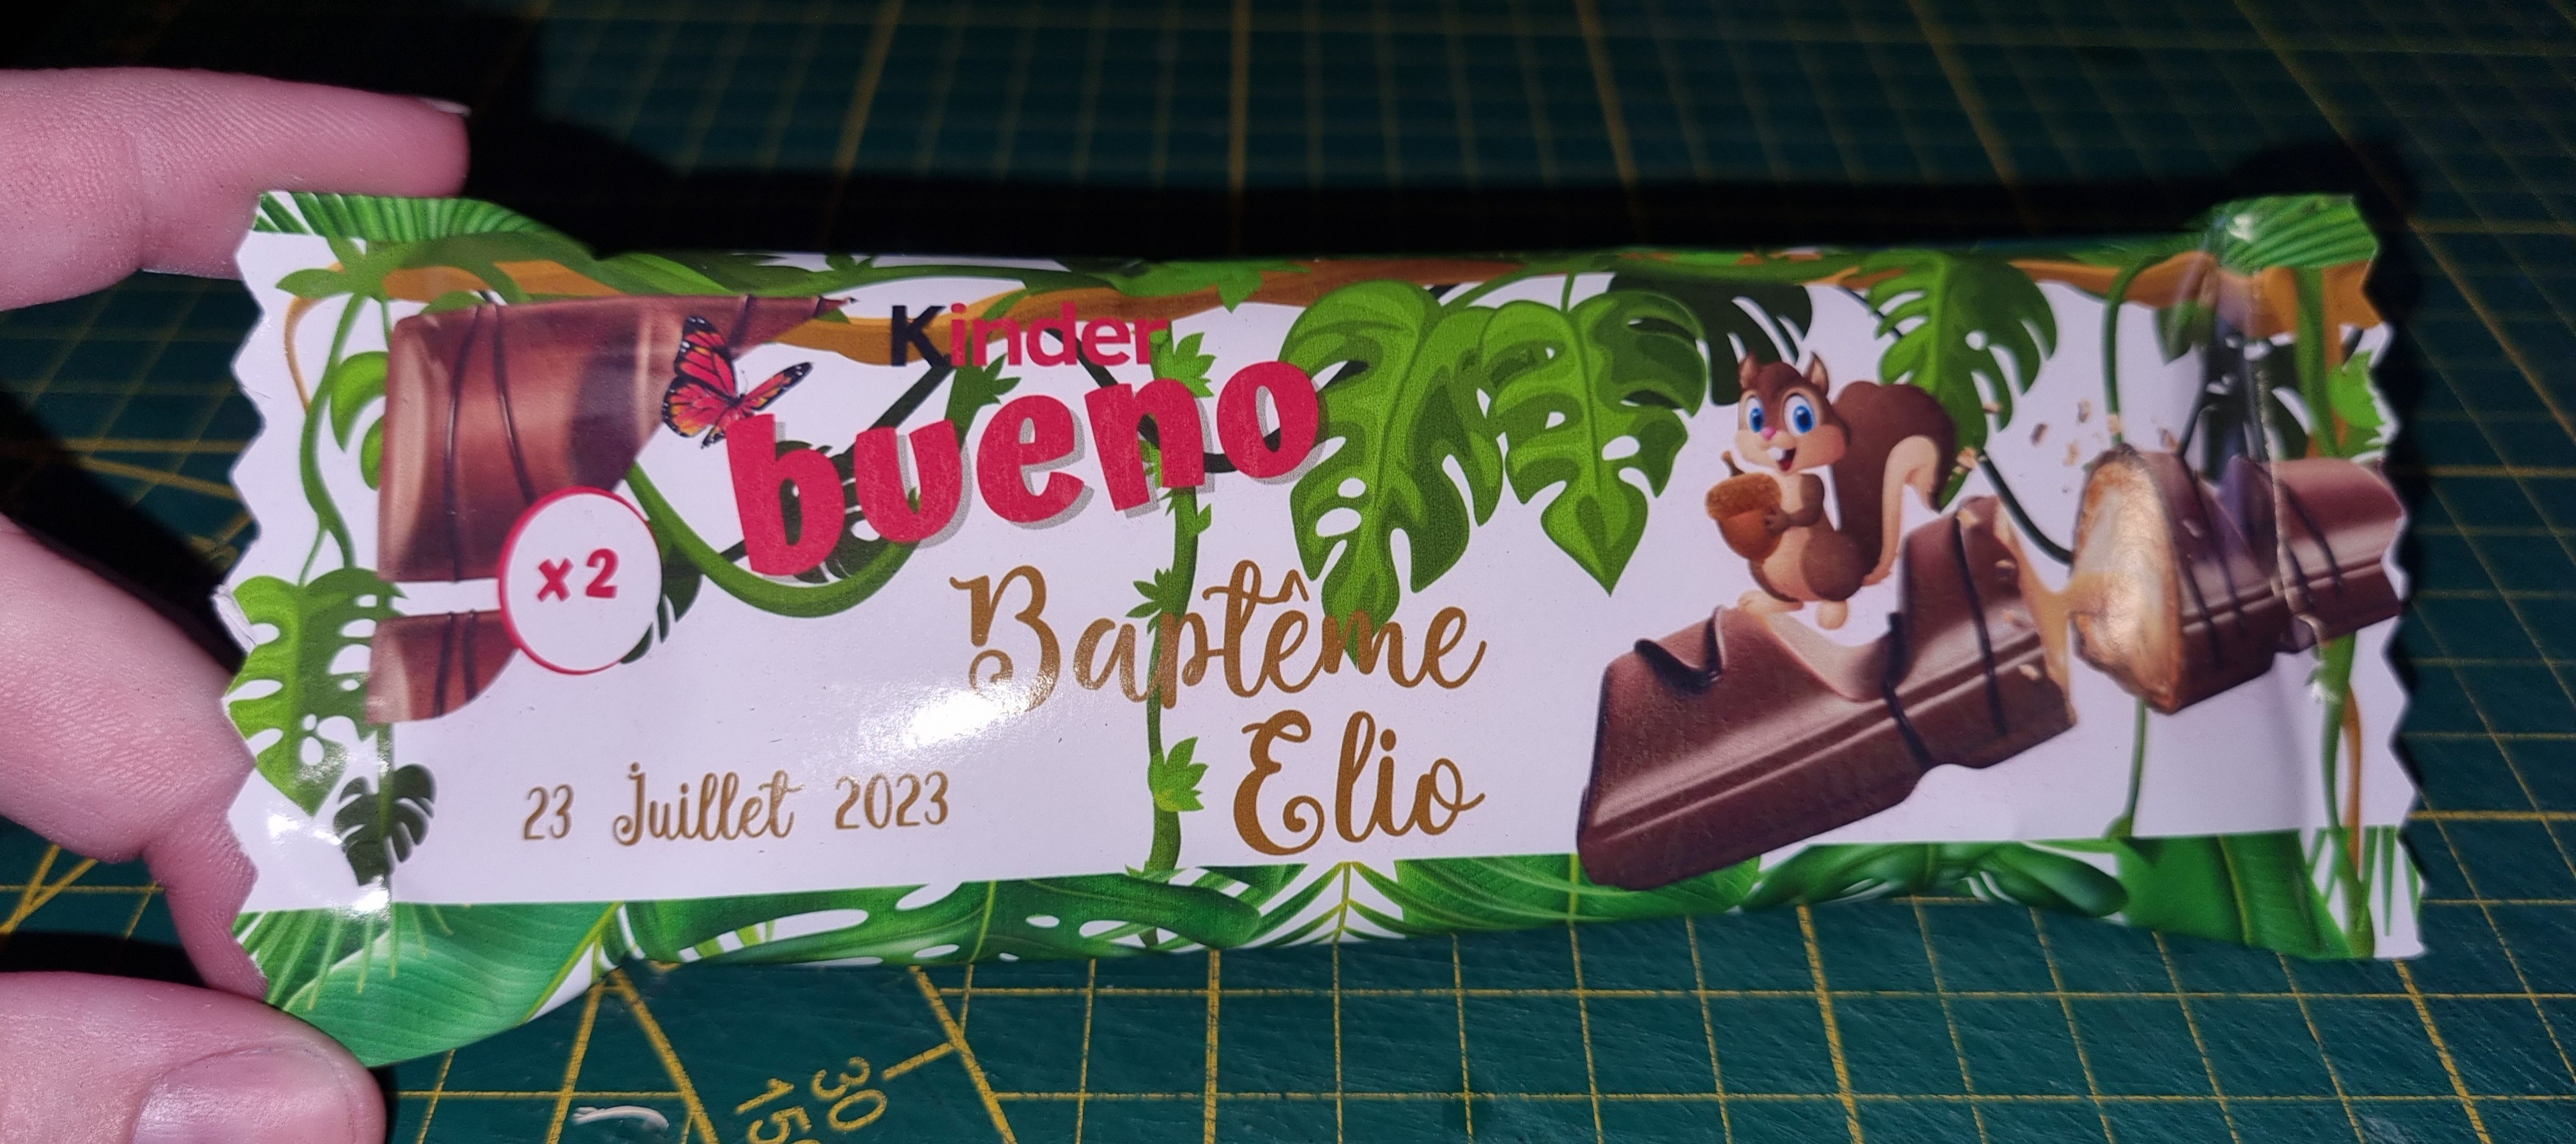 Kinder
bueno
x2
Baptême
Elio
23 Juillet 2023
30